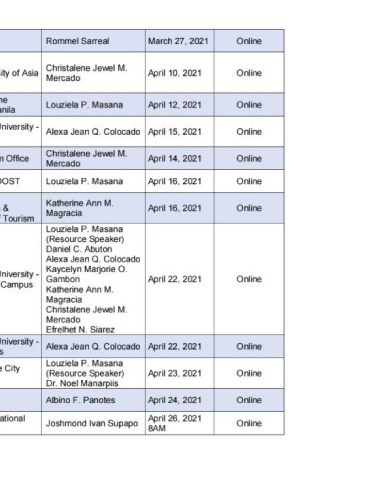 Rommel Sarreal March 27, 2021 Online
ity of Asia Christalene Jewel M. Mercado April 10, 2021 Online
ne
anila Louziela P. Masana April 12, 2021 Online
University - Alexa Jean Q. Colocado April 15, 2021 Online
n Office Christalene Jewel M. Mercado April 14, 2021 Online
OOST Louziela P. Masana April 16, 2021 Online
&
f Tourism Katherine Ann M. Magracia April 16, 2021 Online
University -
Campus
Louziela P. Masana
(Resource Speaker)
Daniel C. Abuton
Alexa Jean Q. Colocado
Kaycelyn Marjorie O.
Gambon
Katherine Ann M.
Magracia
Christalene Jewel M.
Mercado
Efrelhet N. Siarez
April 22, 2021 Online
University -
s Alexa Jean Q. Colocado April 22, 2021 Online
e City
Louziela P. Masana
(Resource Speaker)
Dr. Noel Manarpiis
April 23, 2021 Online
Albino F. Panotes April 24, 2021 Online
ational Joshmond Ivan Supapo April 26, 2021
8AM Online